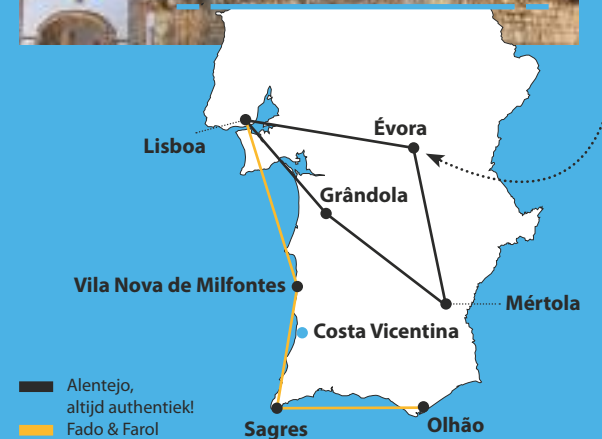 Lisboa
Évora
Grândola
Vila Nova de Milfontes
Mértola
Costa Vicentina
Alentejo,
altijd authentiek!
Fado & Farol
Sagres
Olhão